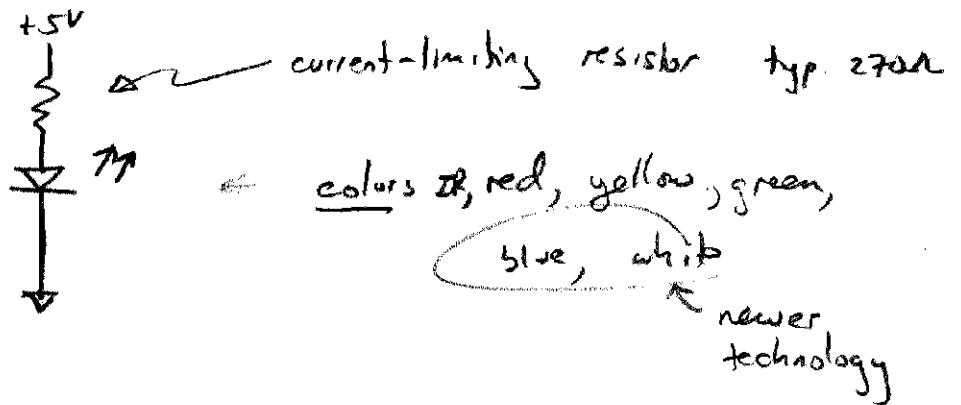 +5V
current-limiting resistor typ. 270Ω
colors IR, red, yellow, green,
blue, white
newer
technology